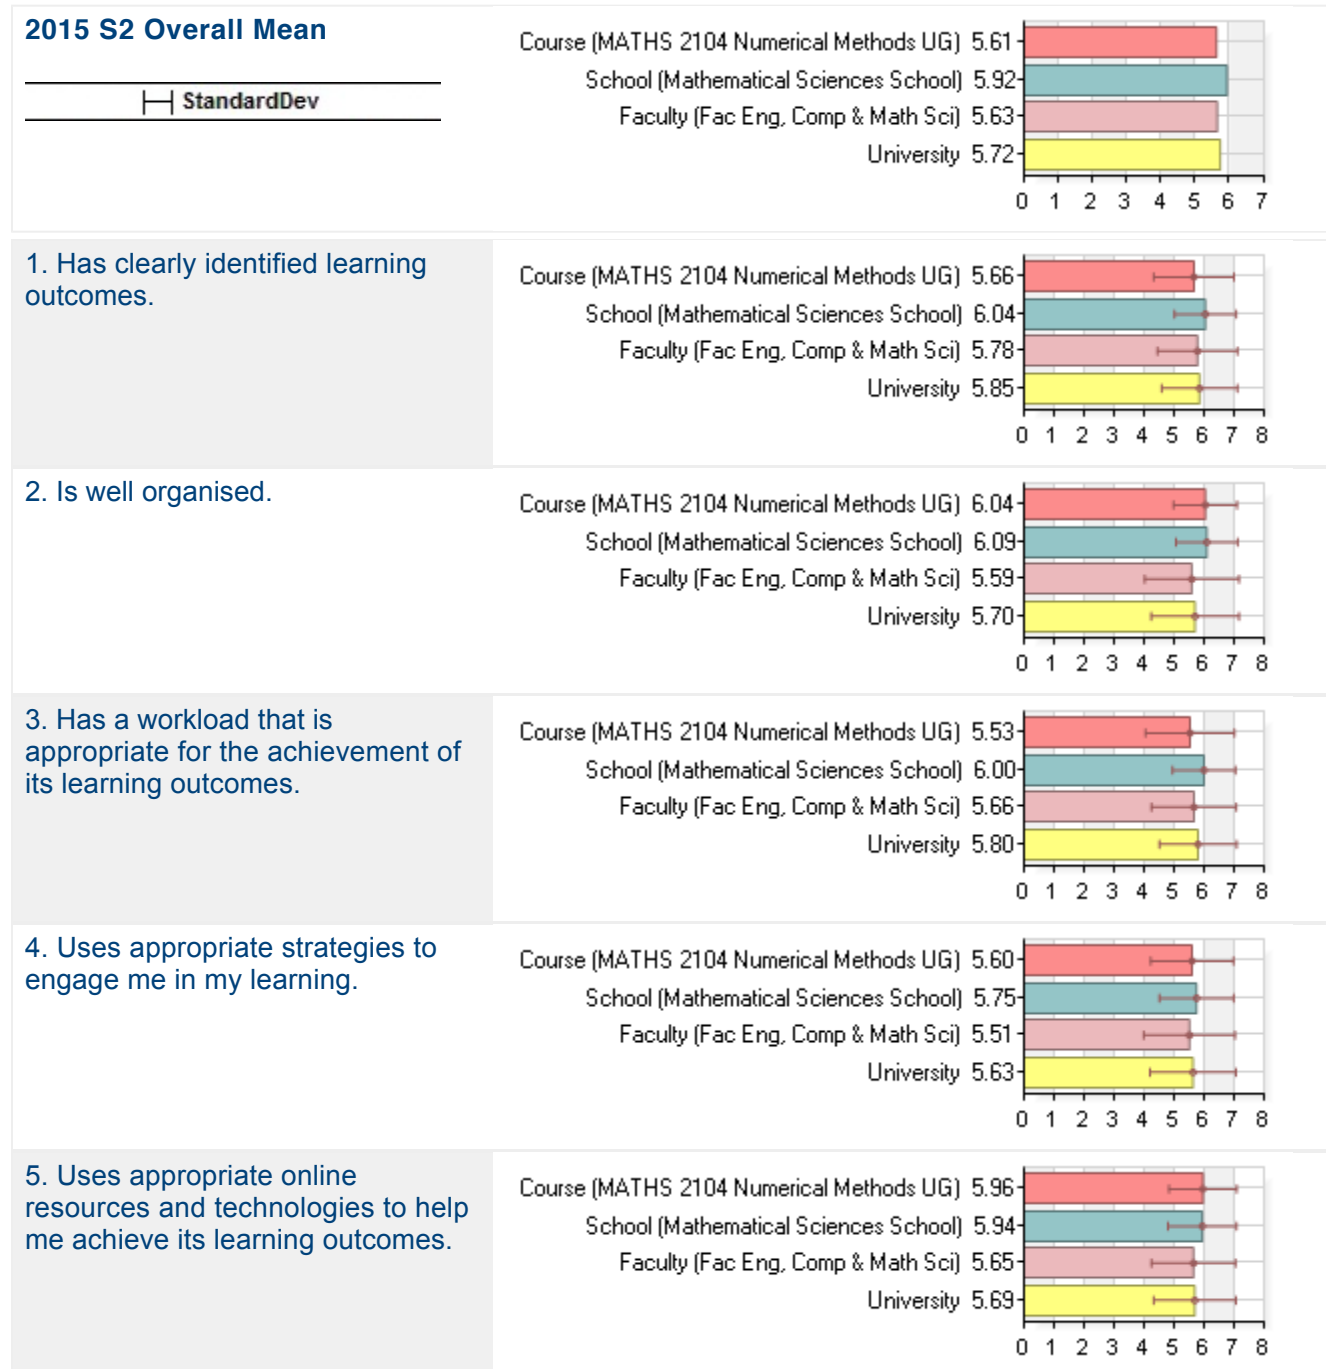 2015 S2 Overall Mean
StandardDev
Course (MATHS 2104 Numerical Methods UG) 5.61
School (Mathematical Sciences School) 5.92
Faculty (Fac Eng, Comp & Math Sci) 5.63
University 5.72
0 1 2 3 4 5 6 7
1. Has clearly identified learning
outcomes.
Course (MATHS 2104 Numerical Methods UG) 5.66
School (Mathematical Sciences School) 6.04
Faculty (Fac Eng, Comp & Math Sci) 5.78
University 5.85
0 1 2 3 4 5 6 7 8
2. Is well organised.
Course (MATHS 2104 Numerical Methods UG) 6.04
School (Mathematical Sciences School) 6.09
Faculty (Fac Eng, Comp & Math Sci) 5.59
University 5.70
0 1 2 3 4 5 6 7 8
3. Has a workload that is
appropriate for the achievement of
its learning outcomes.
Course (MATHS 2104 Numerical Methods UG) 5.53
School (Mathematical Sciences School) 6.00
Faculty (Fac Eng, Comp & Math Sci) 5.66
University 5.80
0 1 2 3 4 5 6 7 8
4. Uses appropriate strategies to
engage me in my learning.
Course (MATHS 2104 Numerical Methods UG) 5.60
School (Mathematical Sciences School) 5.75
Faculty (Fac Eng, Comp & Math Sci) 5.51
University 5.63
0 1 2 3 4 5 6 7 8
5. Uses appropriate online
resources and technologies to help
me achieve its learning outcomes.
Course (MATHS 2104 Numerical Methods UG) 5.96
School (Mathematical Sciences School) 5.94
Faculty (Fac Eng, Comp & Math Sci) 5.65
University 5.69
0 1 2 3 4 5 6 7 8